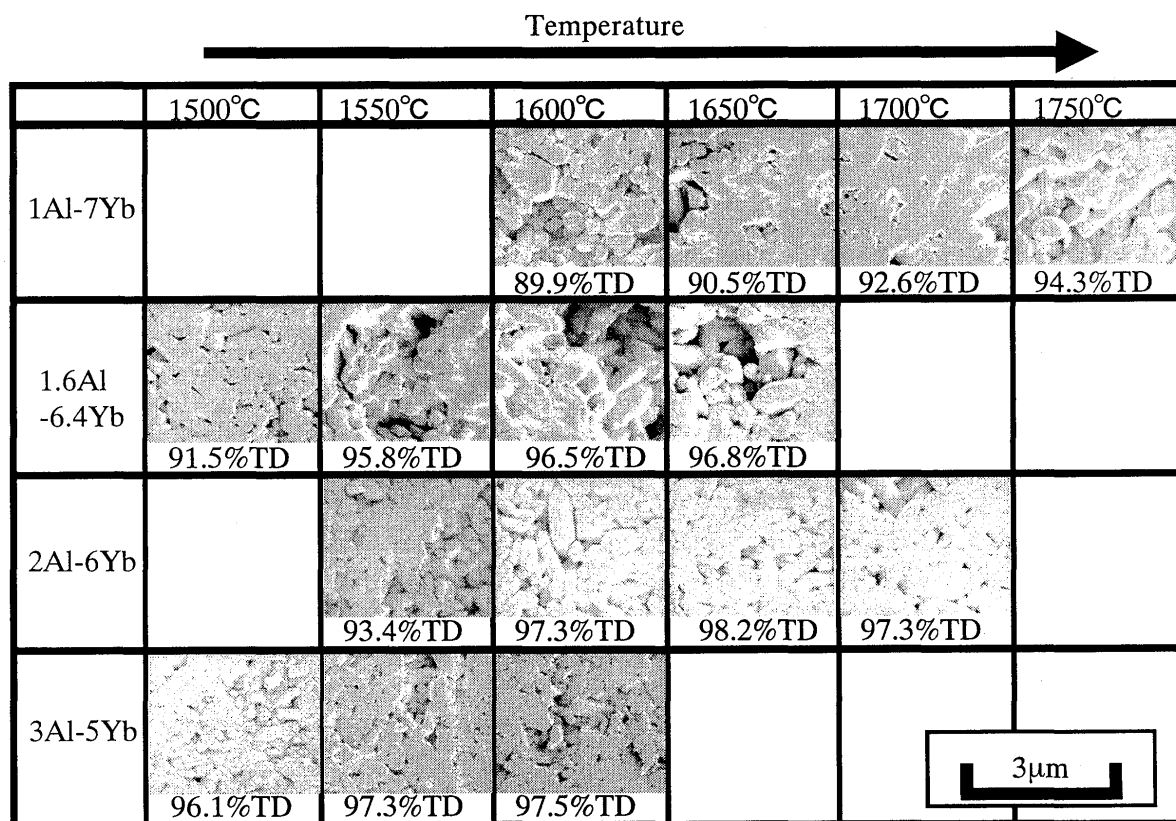 Temperature
1500℃ 1550℃ 1600℃ 1650℃ 1700℃ 1750℃
1Al-7Yb
89.9%TD 90.5%TD 92.6%TD 94.3%TD
1.6Al
-6.4Yb
91.5%TD 95.8%TD 96.5%TD 96.8%TD
2Al-6Yb
93.4%TD 97.3%TD 98.2%TD 97.3%TD
3Al-5Yb
96.1%TD 97.3%TD 97.5%TD
3μm